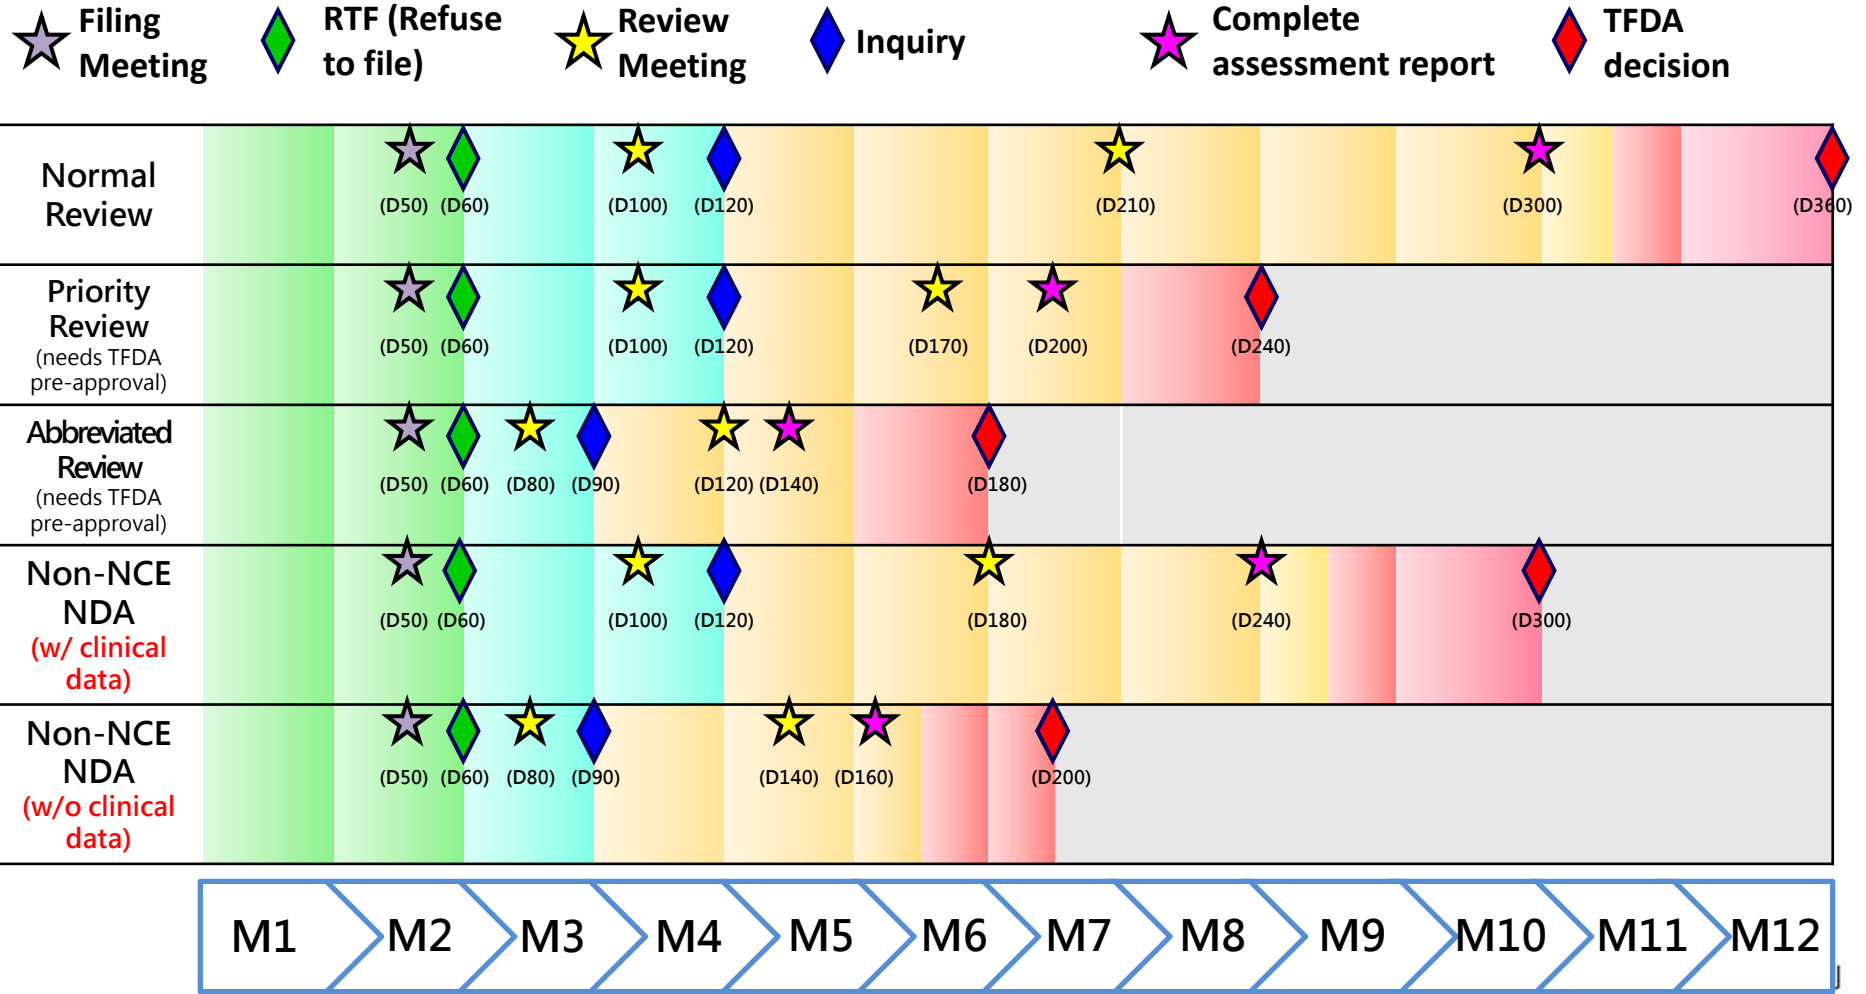 Filing
Meeting
RTF (Refuse
to file)
Review
Meeting
Inquiry
Complete
assessment report
TFDA
decision
Normal
Review
(D50) (D60) (D100) (D120) (D210) (D300) (D360)
Priority
Review
(needs TFDA
pre-approval)
(D50) (D60) (D100) (D120) (D170) (D200) (D240)
Abbreviated
Review
(needs TFDA
pre-approval)
(D50) (D60) (D80) (D90) (D120) (D140) (D180)
Non-NCE
NDA
(w/ clinical
data)
(D50) (D60) (D100) (D120) (D180) (D240) (D300)
Non-NCE
NDA
(w/o clinical
data)
(D50) (D60) (D80) (D90) (D140) (D160) (D200)
M1 M2 M3 M4 M5 M6 M7 M8 M9 M10 M11 M12